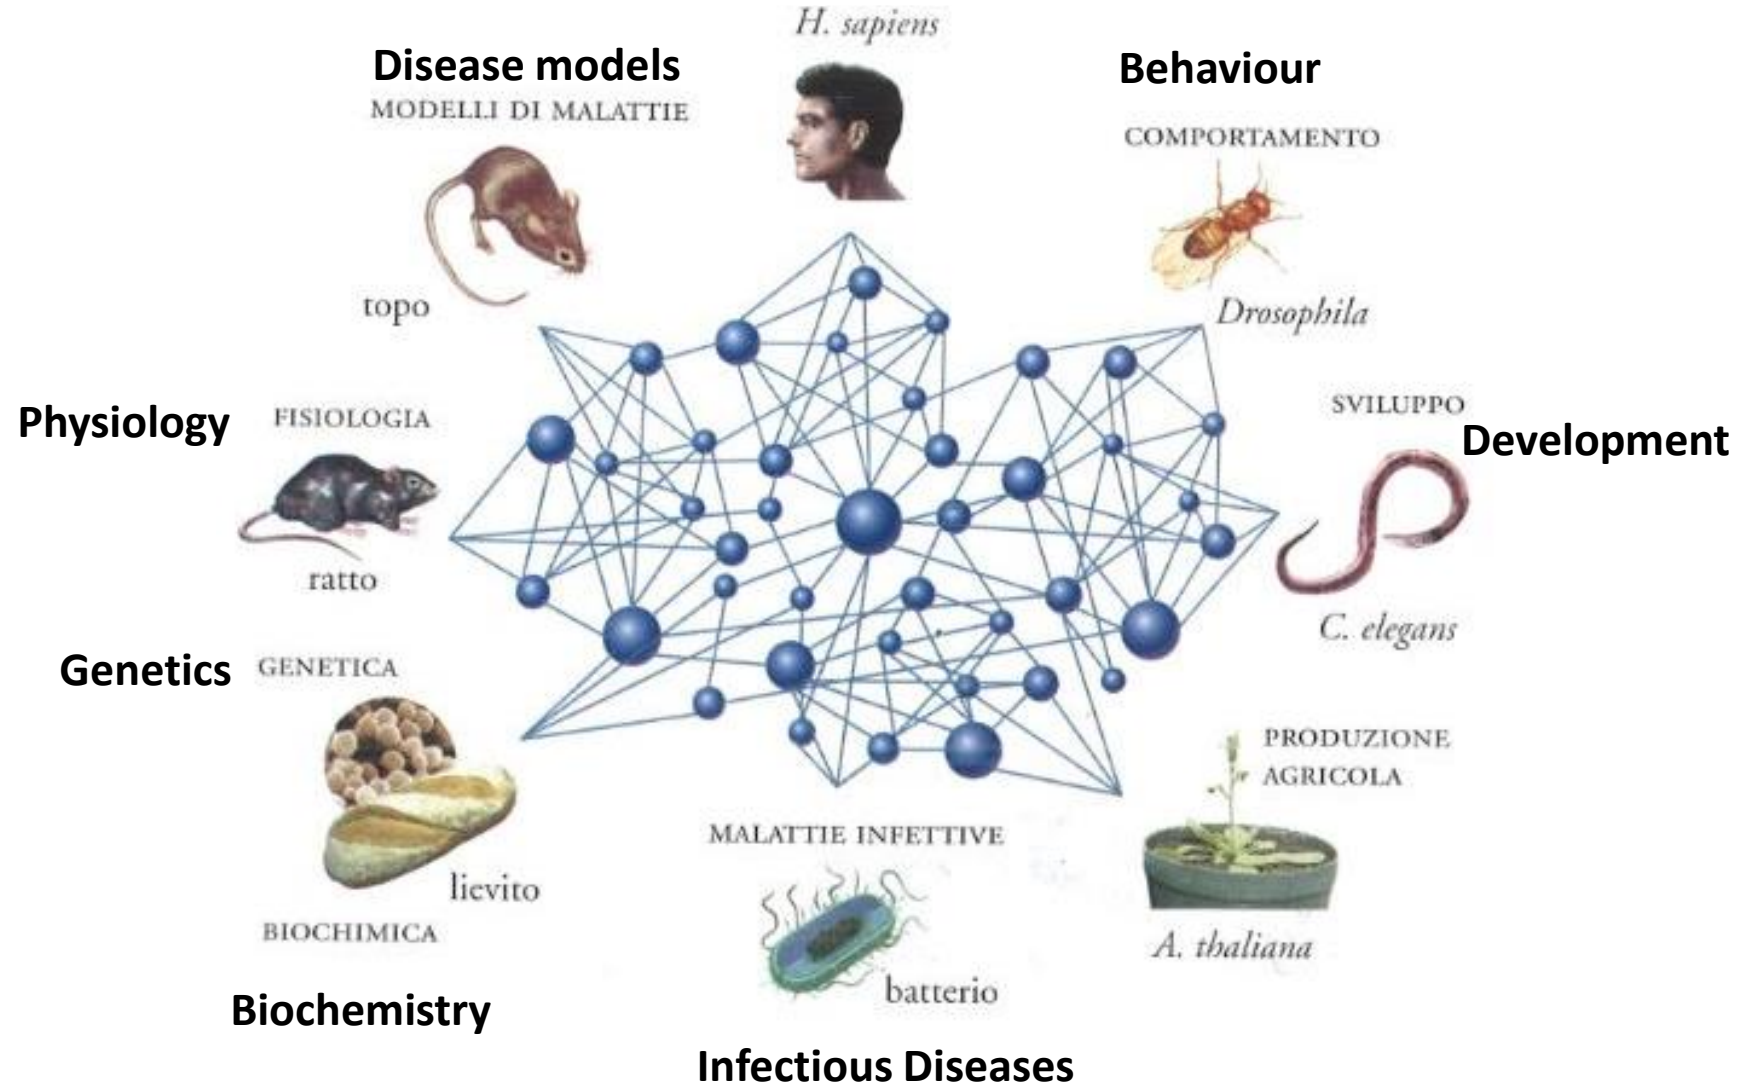 H. sapiens
Disease models
MODELLI DI MALATTIE
topo
Behaviour
COMPORTAMENTO
Drosophila
Physiology
FISIOLOGIA
ratto
SVILUPPO
Development
C. elegans
Genetics
GENETICA
lievito
BIOCHIMICA
Biochemistry
MALATTIE INFETTIVE
batterio
Infectious Diseases
PRODUZIONE
AGRICOLA
A. thaliana